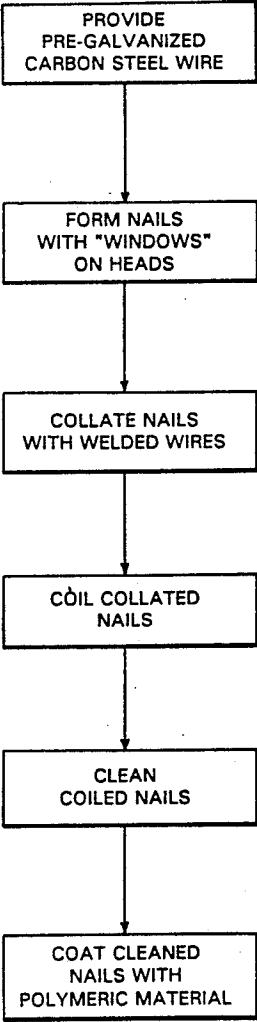 PROVIDE
PRE-GALVANIZED
CARBON STEEL WIRE
FORM NAILS
WITH "WINDOWS"
ON HEADS
COLLATE NAILS
WITH WELDED WIRES
COIL COLLATED
NAILS
CLEAN
COILED NAILS
COAT CLEANED
NAILS WITH
POLYMERIC MATERIAL